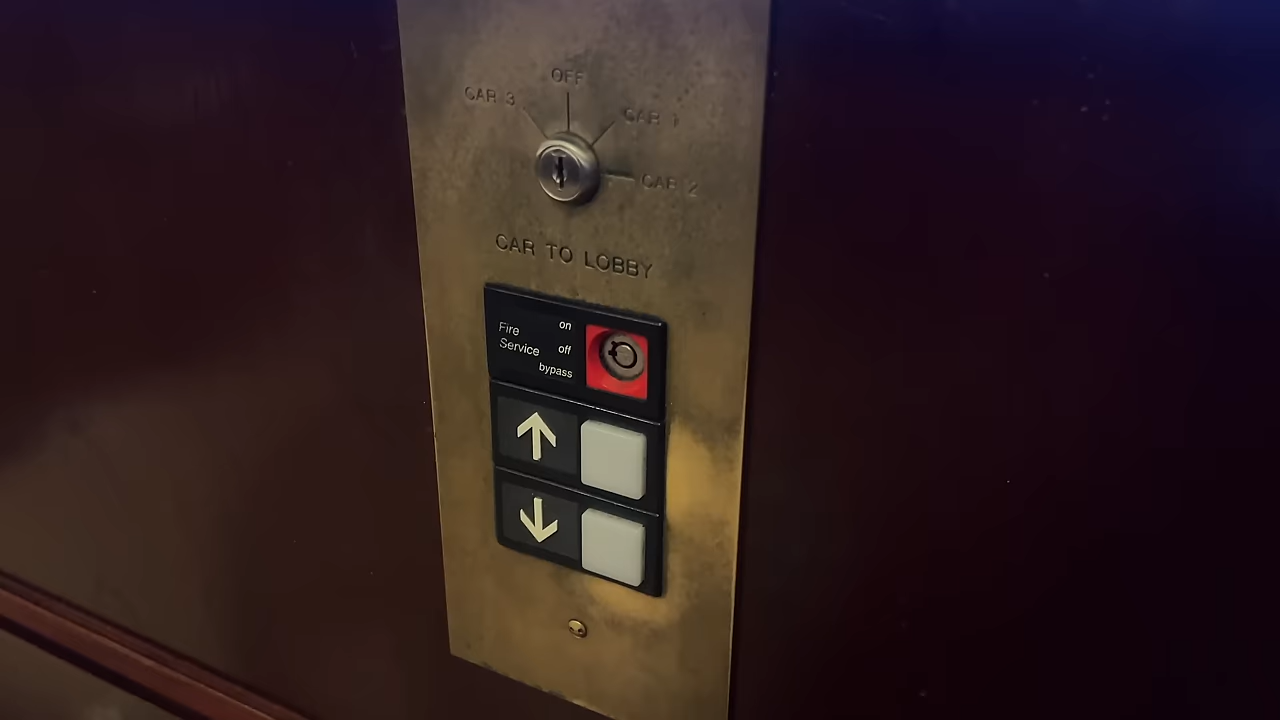 OFF
CAR 3
CAR 1
CAR 2
CAR TO LOBBY
Fire
Service
on
off
bypass